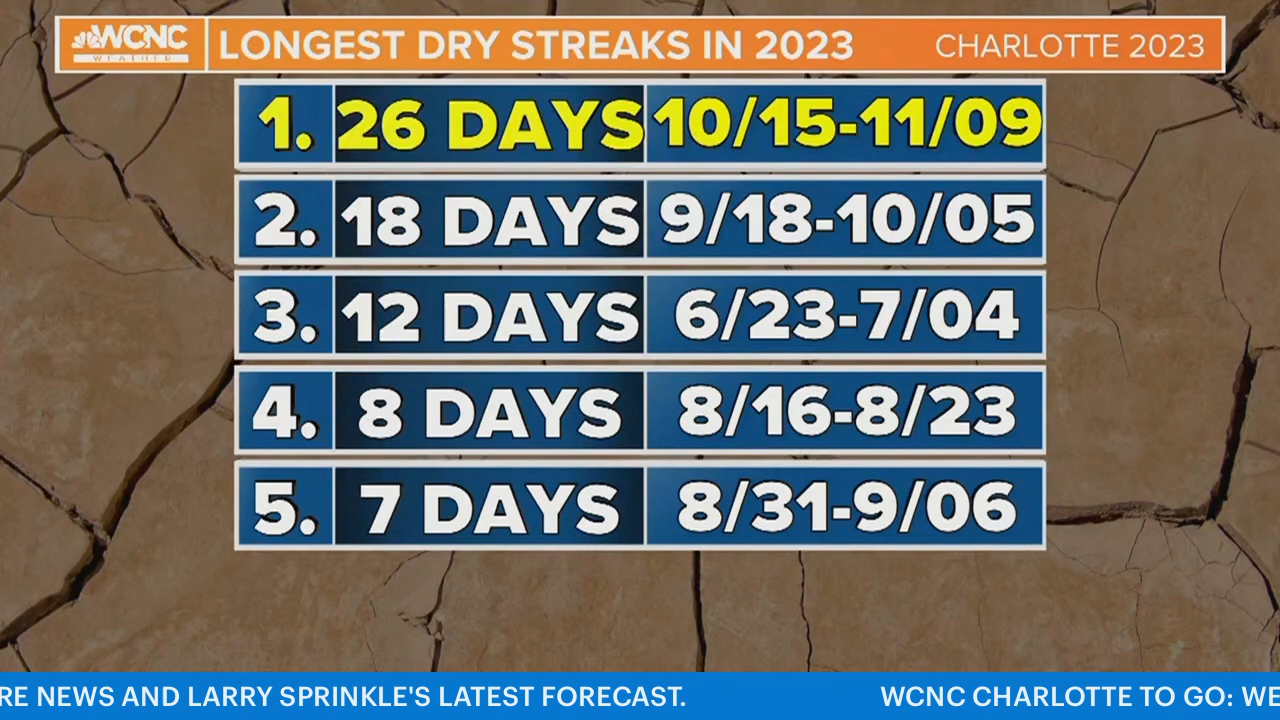 WCNC
WEATHER
LONGEST DRY STREAKS IN 2023
CHARLOTTE 2023
1. 26 DAYS 10/15-11/09
2. 18 DAYS 9/18-10/05
3. 12 DAYS 6/23-7/04
4. 8 DAYS 8/16-8/23
5. 7 DAYS 8/31-9/06
RE NEWS AND LARRY SPRINKLE'S LATEST FORECAST. WCNC CHARLOTTE TO GO: WE